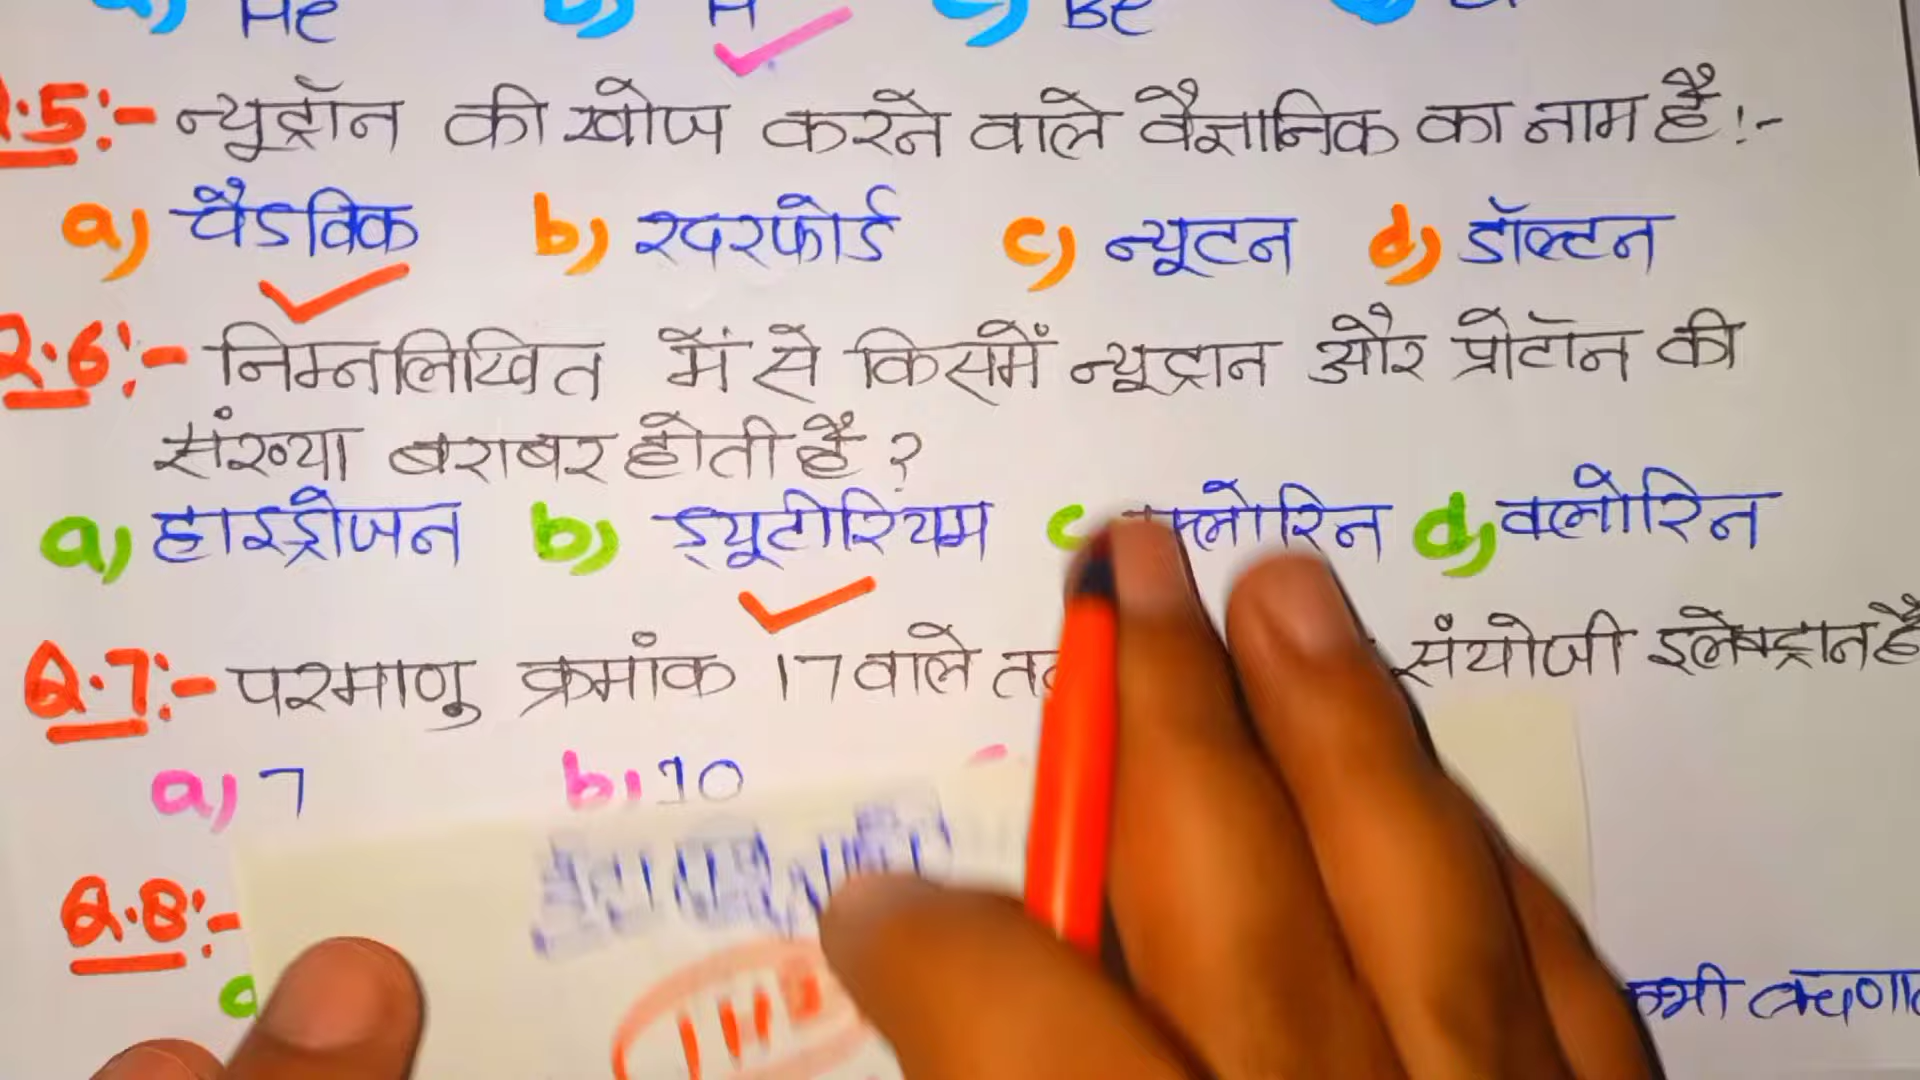 a) He b) H c) Be
Q.5:- न्यूट्रॉन की खोज करने वाले वैज्ञानिक का नाम है:-
a) चैडविक b) रदरफोर्ड c) न्यूटन d) डॉल्टन
Q.6:- निम्नलिखित में से किसमें न्यूट्रान और प्रोटॉन की
संख्या बराबर होती है?
a) हाइड्रोजन b) ड्यूटीरियम c d) क्लोरिन
Q.7:- परमाणु क्रमांक 17 वाले संयोजी इलेक्ट्रान है
a) 7 b) 10
Q.8:-